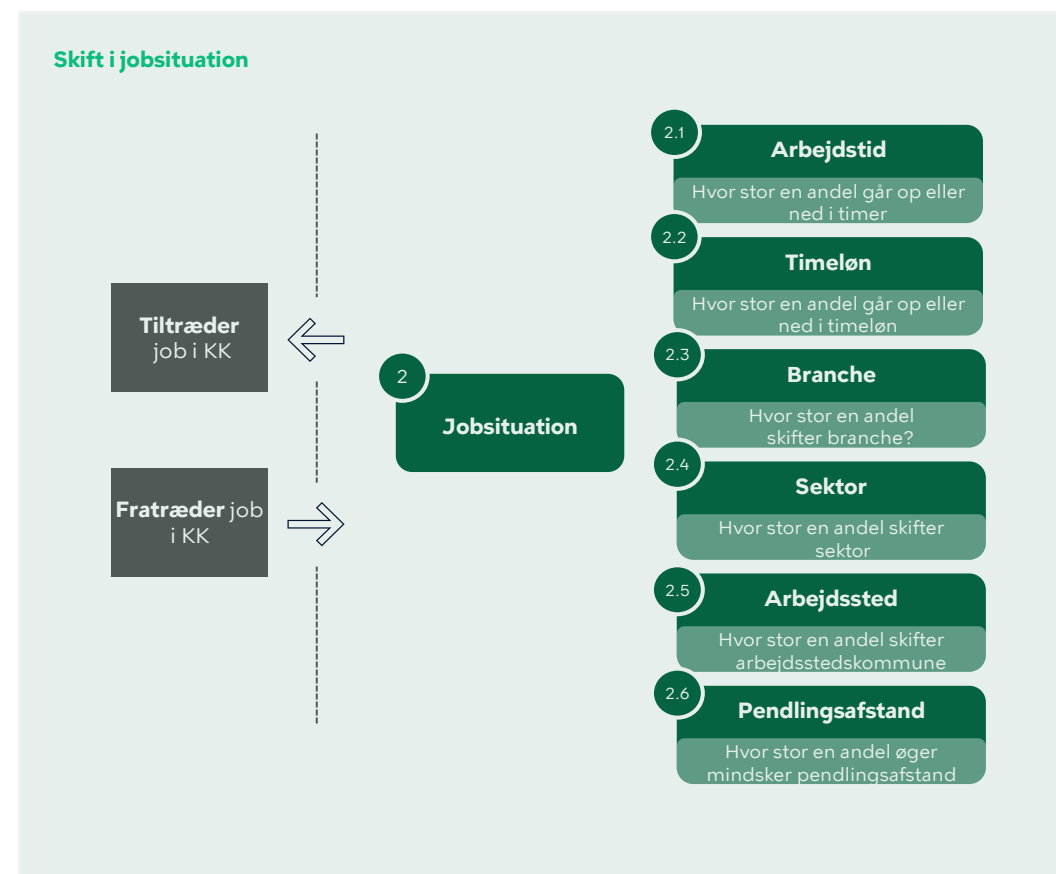 Skift i jobsituation
Tiltræder
job i KK
Fratræder job
i KK
2
Jobsituation
2.1
Arbejdstid
Hvor stor en andel går op eller
ned i timer
2.2
Timeløn
Hvor stor en andel går op eller
ned i timeløn
2.3
Branche
Hvor stor en andel
skifter branche?
2.4
Sektor
Hvor stor en andel skifter
sektor
2.5
Arbejdssted
Hvor stor en andel skifter
arbejdsstedskommune
2.6
Pendlingsafstand
Hvor stor en andel øger
mindsker pendlingsafstand